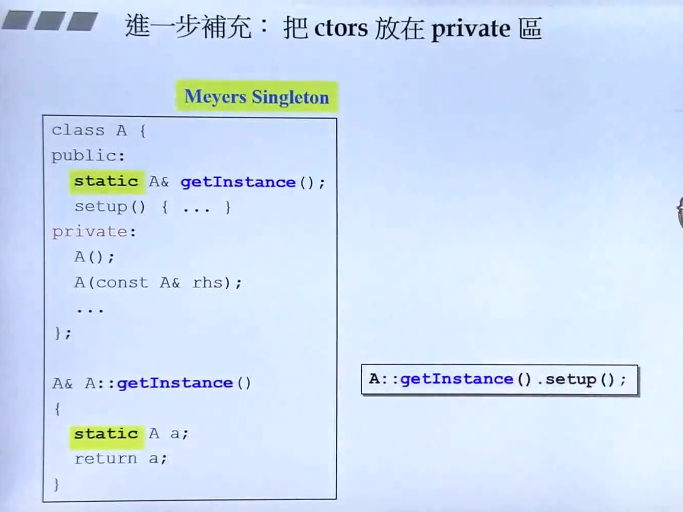 進一步補充： 把 ctors 放在 private 區
Meyers Singleton
class A {
public:
static A& getInstance();
setup() { ... }
private:
A();
A(const A& rhs);
...
};
A& A::getInstance()
{
static A a;
return a;
}
A::getInstance().setup();